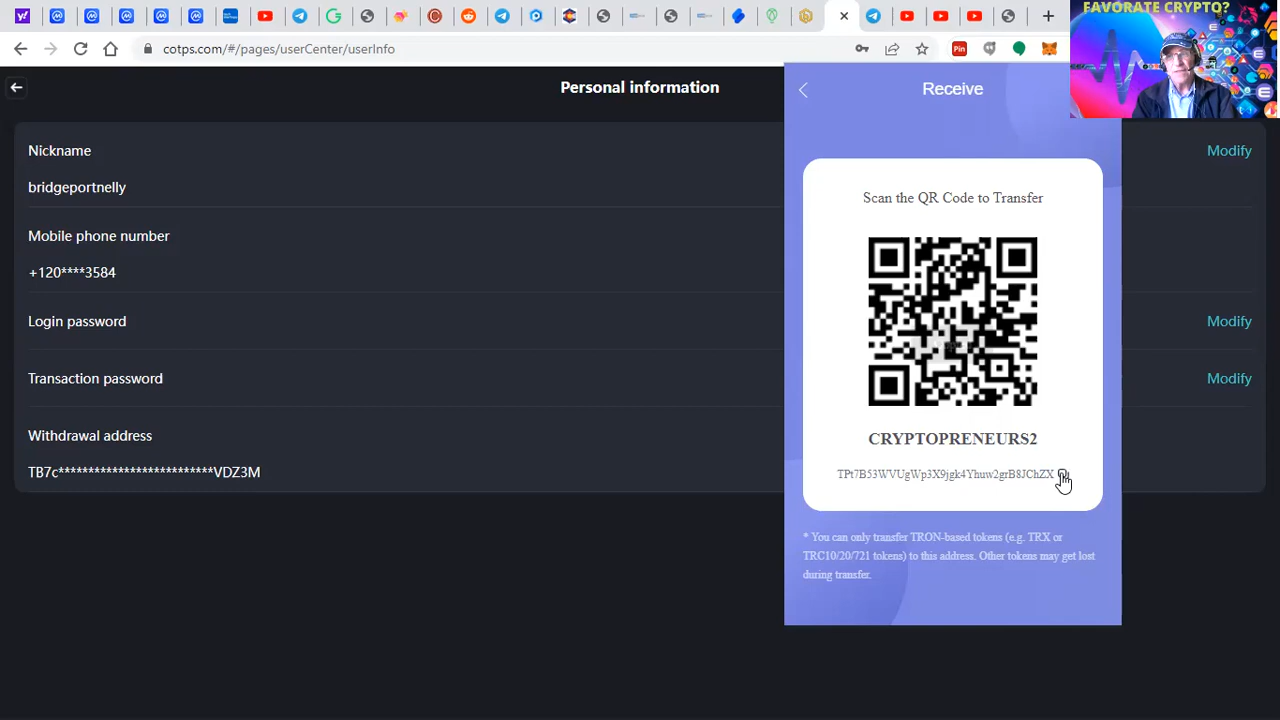 FAVORATE CRYPTO?
cotps.com/#/pages/userCenter/userInfo
Pin
Personal information
Nickname
Modify
bridgeportnelly
Mobile phone number
+120****3584
Login password
Modify
Transaction password
Modify
Withdrawal address
TB7c**************************VDZ3M
Receive
Scan the QR Code to Transfer
CRYPTOPRENEURS2
TPt7B53WVUgWp3X9jgk4Yhuw2grB8JChZX
* You can only transfer TRON-based tokens (e.g. TRX or
TRC10/20/721 tokens) to this address. Other tokens may get lost
during transfer.